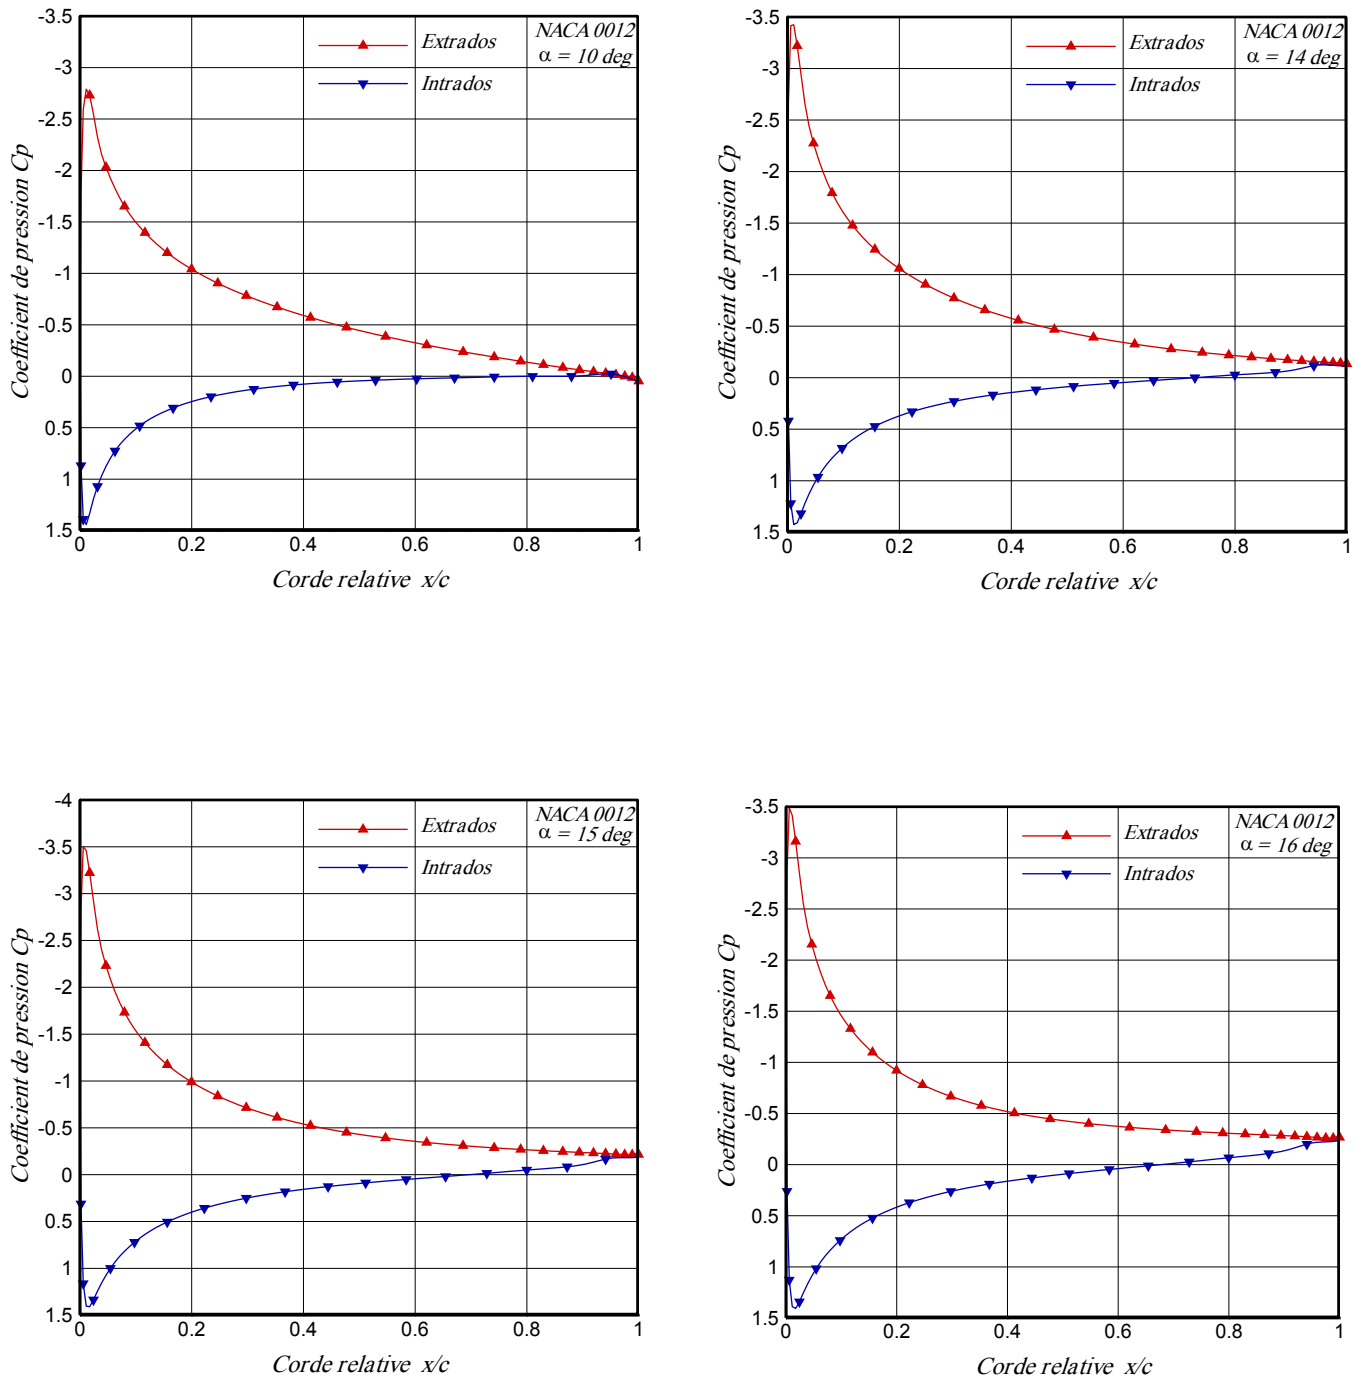 -3.5
-3
-2.5
-2
-1.5
-1
-0.5
0
0.5
1
1.5
Coefficient de pression Cp
Extrados
Intrados
NACA 0012
α = 10 deg
0 0.2 0.4 0.6 0.8 1
Corde relative x/c
-3.5
-3
-2.5
-2
-1.5
-1
-0.5
0
0.5
1
1.5
Coefficient de pression Cp
Extrados
Intrados
NACA 0012
α = 14 deg
0 0.2 0.4 0.6 0.8 1
Corde relative x/c
-4
-3.5
-3
-2.5
-2
-1.5
-1
-0.5
0
0.5
1
1.5
Coefficient de pression Cp
Extrados
Intrados
NACA 0012
α = 15 deg
0 0.2 0.4 0.6 0.8 1
Corde relative x/c
-3.5
-3
-2.5
-2
-1.5
-1
-0.5
0
0.5
1
1.5
Coefficient de pression Cp
Extrados
Intrados
NACA 0012
α = 16 deg
0 0.2 0.4 0.6 0.8 1
Corde relative x/c